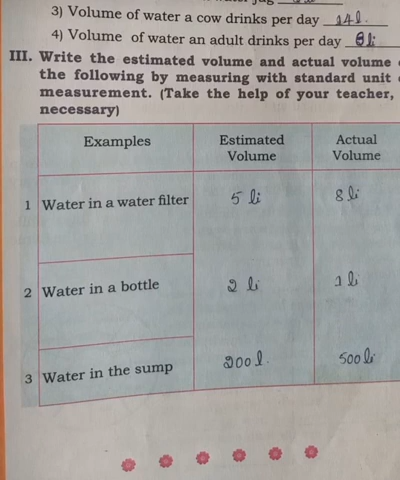 3) Volume of water a cow drinks per day 14l.
4) Volume of water an adult drinks per day 8li
III. Write the estimated volume and actual volume
the following by measuring with standard unit
measurement. (Take the help of your teacher,
necessary)
Examples Estimated Volume Actual Volume
1 Water in a water filter 5 li 8 li
2 Water in a bottle 2 li 1 li
3 Water in the sump 200 l. 500 li